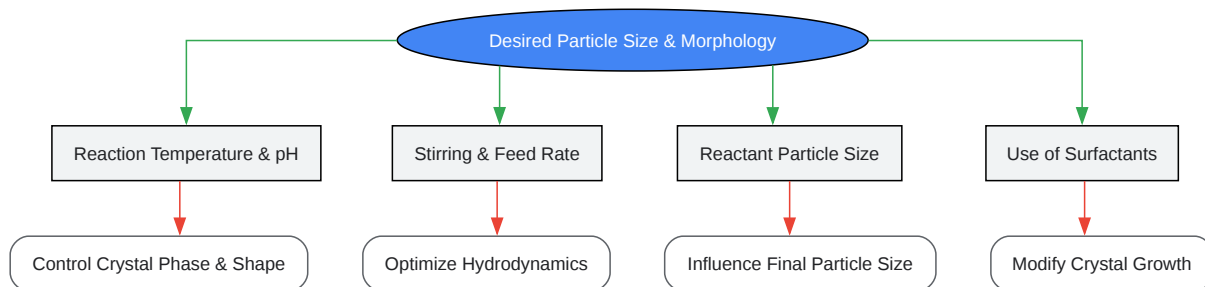 Desired Particle Size & Morphology
Reaction Temperature & pH
Stirring & Feed Rate
Reactant Particle Size
Use of Surfactants
Control Crystal Phase & Shape
Optimize Hydrodynamics
Influence Final Particle Size
Modify Crystal Growth